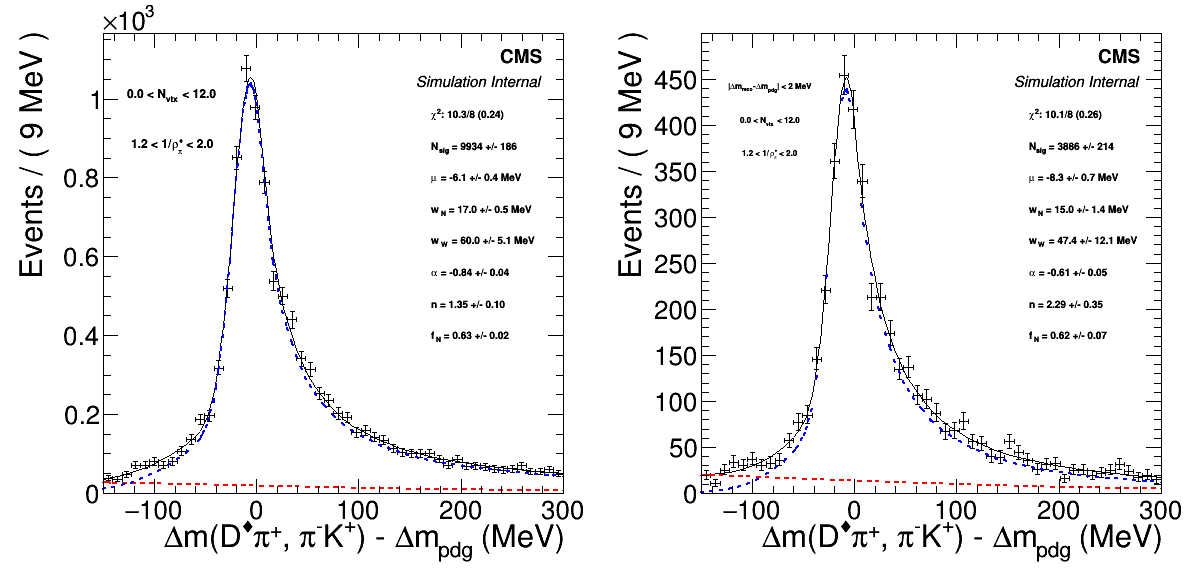 ×10³
Events / ( 9 MeV )
CMS
Simulation Internal
0.0 < N_vtx < 12.0
1.2 < 1/ρ_π^* < 2.0
χ²: 10.3/8 (0.24)
N_sig = 9934 +/- 186
μ = -6.1 +/- 0.4 MeV
w_N = 17.0 +/- 0.5 MeV
w_W = 60.0 +/- 5.1 MeV
α = -0.84 +/- 0.04
n = 1.35 +/- 0.10
f_N = 0.63 +/- 0.02
1
0.8
0.6
0.4
0.2
0
−100 0 100 200 300
Δm(D♦π⁺, π⁻K⁺) - Δm_pdg (MeV)
Events / ( 9 MeV )
CMS
Simulation Internal
|Δm_reco-Δm_pdg| < 2 MeV
0.0 < N_vtx < 12.0
1.2 < 1/ρ_π^* < 2.0
χ²: 10.1/8 (0.26)
N_sig = 3886 +/- 214
μ = -8.3 +/- 0.7 MeV
w_N = 15.0 +/- 1.4 MeV
w_W = 47.4 +/- 12.1 MeV
α = -0.61 +/- 0.05
n = 2.29 +/- 0.35
f_N = 0.62 +/- 0.07
450
400
350
300
250
200
150
100
50
0
−100 0 100 200 300
Δm(D♦π⁺, π⁻K⁺) - Δm_pdg (MeV)